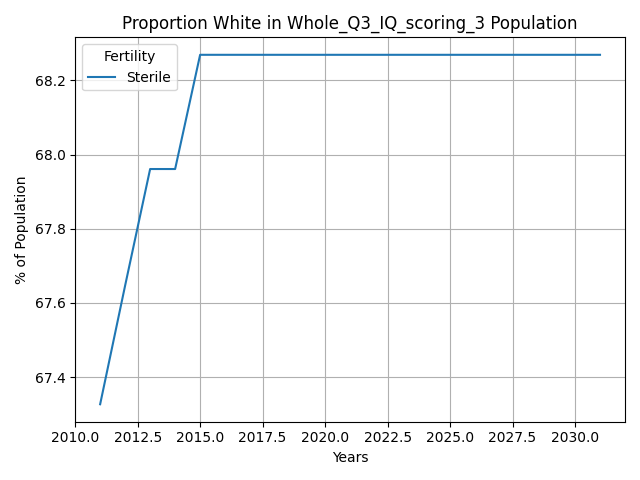 Proportion White in Whole_Q3_IQ_scoring_3 Population
Fertility
Sterile
% of Population
68.2
68.0
67.8
67.6
67.4
2010.0 2012.5 2015.0 2017.5 2020.0 2022.5 2025.0 2027.5 2030.0
Years